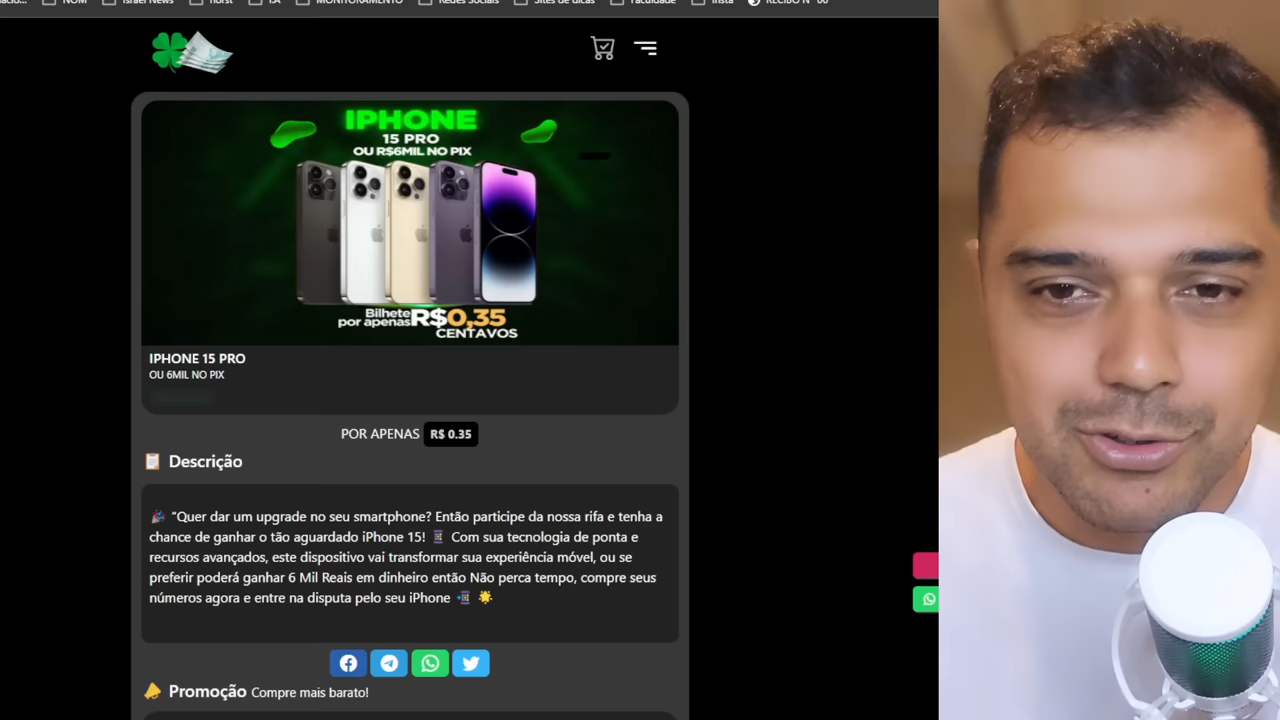 NOM
Israel News
horst
I.A
MONITORAMENTO
Redes Sociais
Sites de dicas
Faculdade
Insta
RECIBO Nº 00
IPHONE
15 PRO
OU R$6MIL NO PIX
Bilhete
por apenas
R$0,35
CENTAVOS
IPHONE 15 PRO
OU 6MIL NO PIX
POR APENAS R$ 0.35
Descrição
"Quer dar um upgrade no seu smartphone? Então participe da nossa rifa e tenha a
chance de ganhar o tão aguardado iPhone 15! Com sua tecnologia de ponta e
recursos avançados, este dispositivo vai transformar sua experiência móvel, ou se
preferir poderá ganhar 6 Mil Reais em dinheiro então Não perca tempo, compre seus
números agora e entre na disputa pelo seu iPhone
Promoção Compre mais barato!